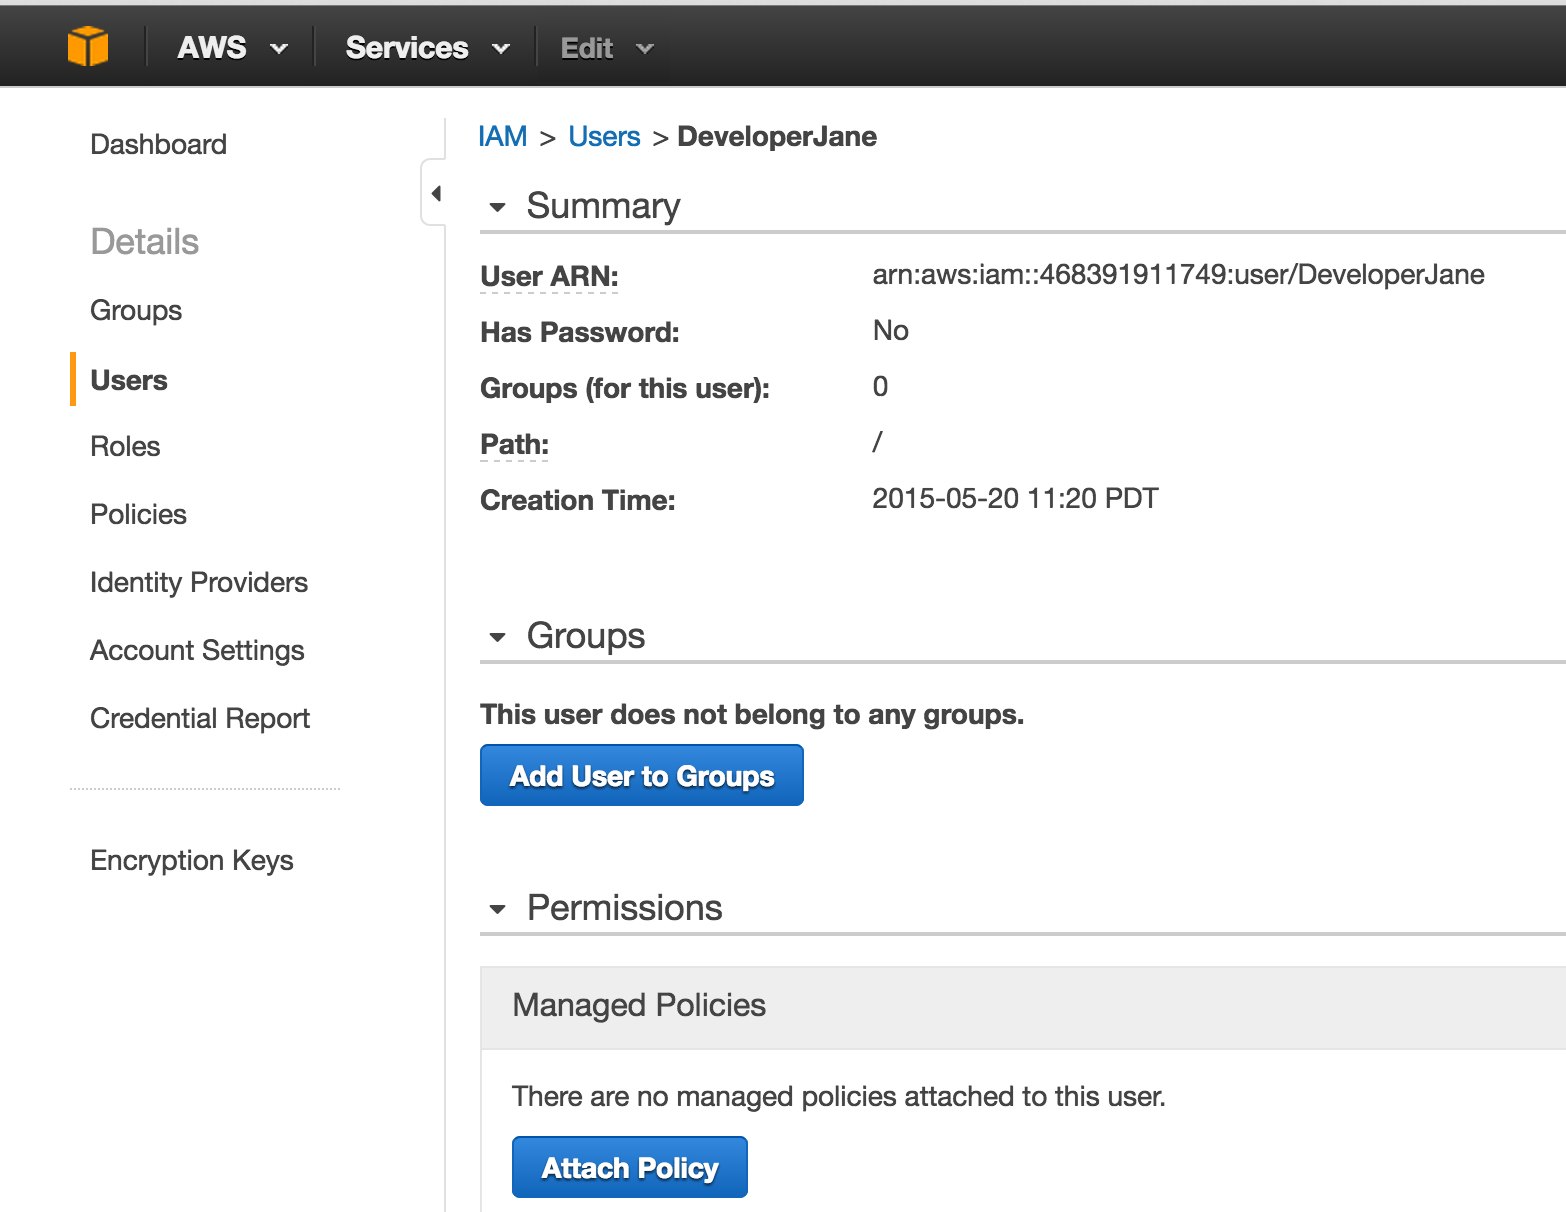 AWS Services Edit
Dashboard
Details
Groups
Users
Roles
Policies
Identity Providers
Account Settings
Credential Report
Encryption Keys
IAM > Users > DeveloperJane
Summary
User ARN: arn:aws:iam::468391911749:user/DeveloperJane
Has Password: No
Groups (for this user): 0
Path: /
Creation Time: 2015-05-20 11:20 PDT
Groups
This user does not belong to any groups.
Add User to Groups
Permissions
Managed Policies
There are no managed policies attached to this user.
Attach Policy